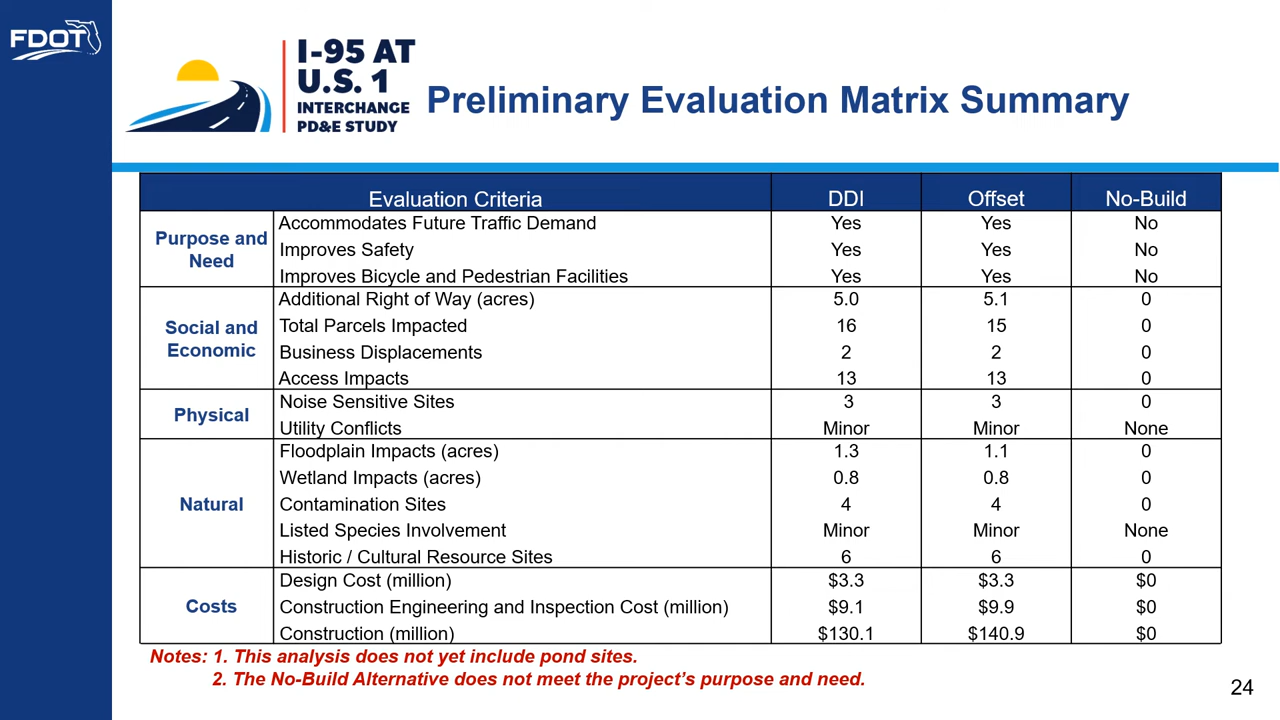 FDOT
I-95 AT
U.S. 1
INTERCHANGE
PD&E STUDY
Preliminary Evaluation Matrix Summary
Evaluation Criteria DDI Offset No-Build
Purpose and Need
Accommodates Future Traffic Demand Yes Yes No
Improves Safety Yes Yes No
Improves Bicycle and Pedestrian Facilities Yes Yes No
Social and Economic
Additional Right of Way (acres) 5.0 5.1 0
Total Parcels Impacted 16 15 0
Business Displacements 2 2 0
Access Impacts 13 13 0
Physical
Noise Sensitive Sites 3 3 0
Utility Conflicts Minor Minor None
Natural
Floodplain Impacts (acres) 1.3 1.1 0
Wetland Impacts (acres) 0.8 0.8 0
Contamination Sites 4 4 0
Listed Species Involvement Minor Minor None
Historic / Cultural Resource Sites 6 6 0
Costs
Design Cost (million) $3.3 $3.3 $0
Construction Engineering and Inspection Cost (million) $9.1 $9.9 $0
Construction (million) $130.1 $140.9 $0
Notes: 1. This analysis does not yet include pond sites.
2. The No-Build Alternative does not meet the project's purpose and need.
24